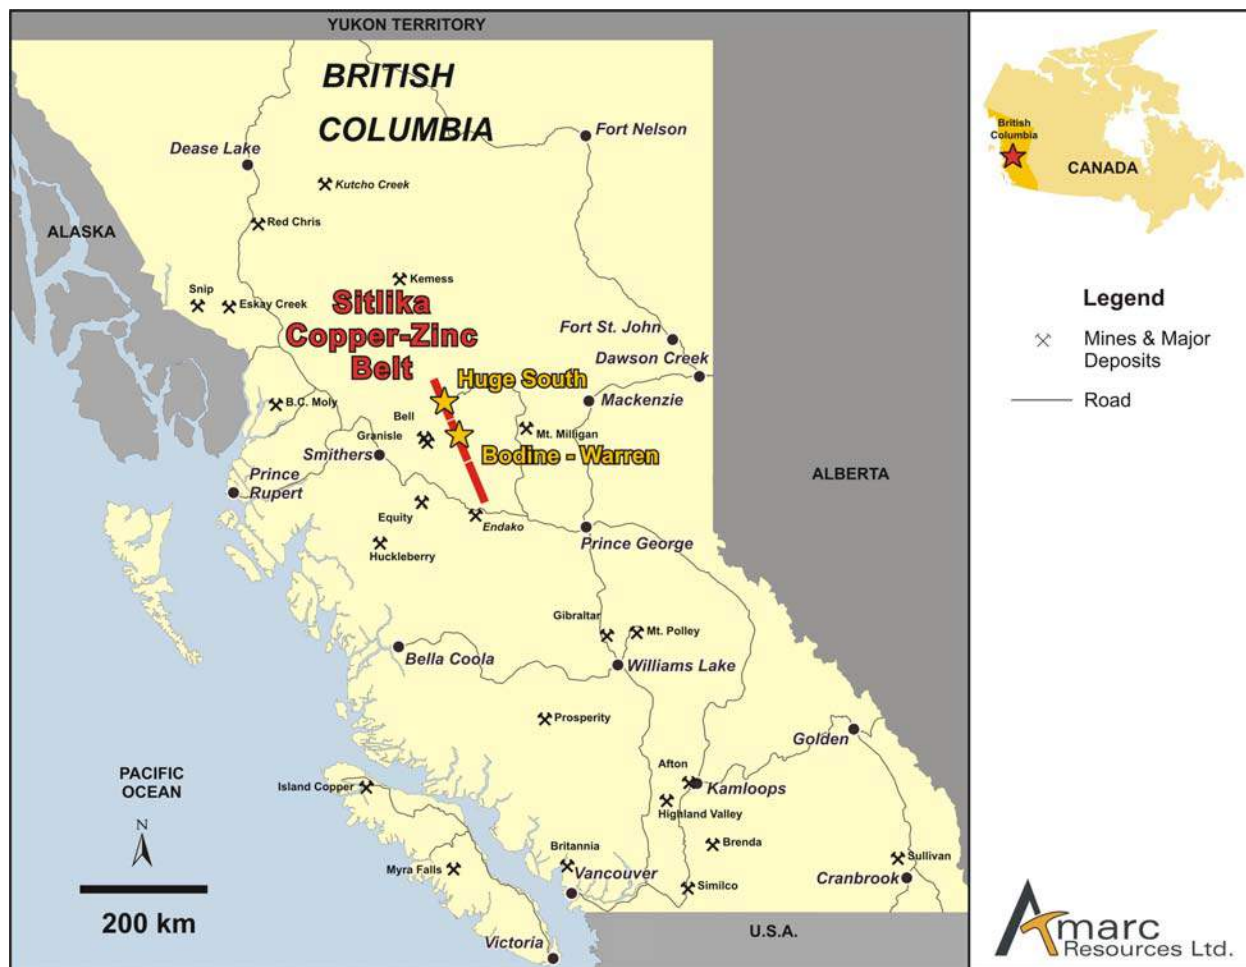 YUKON TERRITORY
BRITISH
COLUMBIA
Fort Nelson
Dease Lake
Kutcho Creek
Red Chris
ALASKA
Kemess
Snip
Eskay Creek
Sitlika
Copper-Zinc
Belt
Fort St. John
Dawson Creek
Huge South
Mackenzie
B.C. Moly
Bell
Granisle
Mt. Milligan
Smithers
Bodine - Warren
Prince
Rupert
ALBERTA
Equity
Endako
Prince George
Huckleberry
Gibraltar
Mt. Polley
Bella Coola
Williams Lake
Prosperity
Golden
Afton
Kamloops
PACIFIC
OCEAN
Island Copper
Highland Valley
N
Brenda
Britannia
Sullivan
Myra Falls
Vancouver
Cranbrook
Similco
200 km
U.S.A.
Victoria
British
Columbia
CANADA
Legend
Mines & Major
Deposits
Road
Amarc
Resources Ltd.